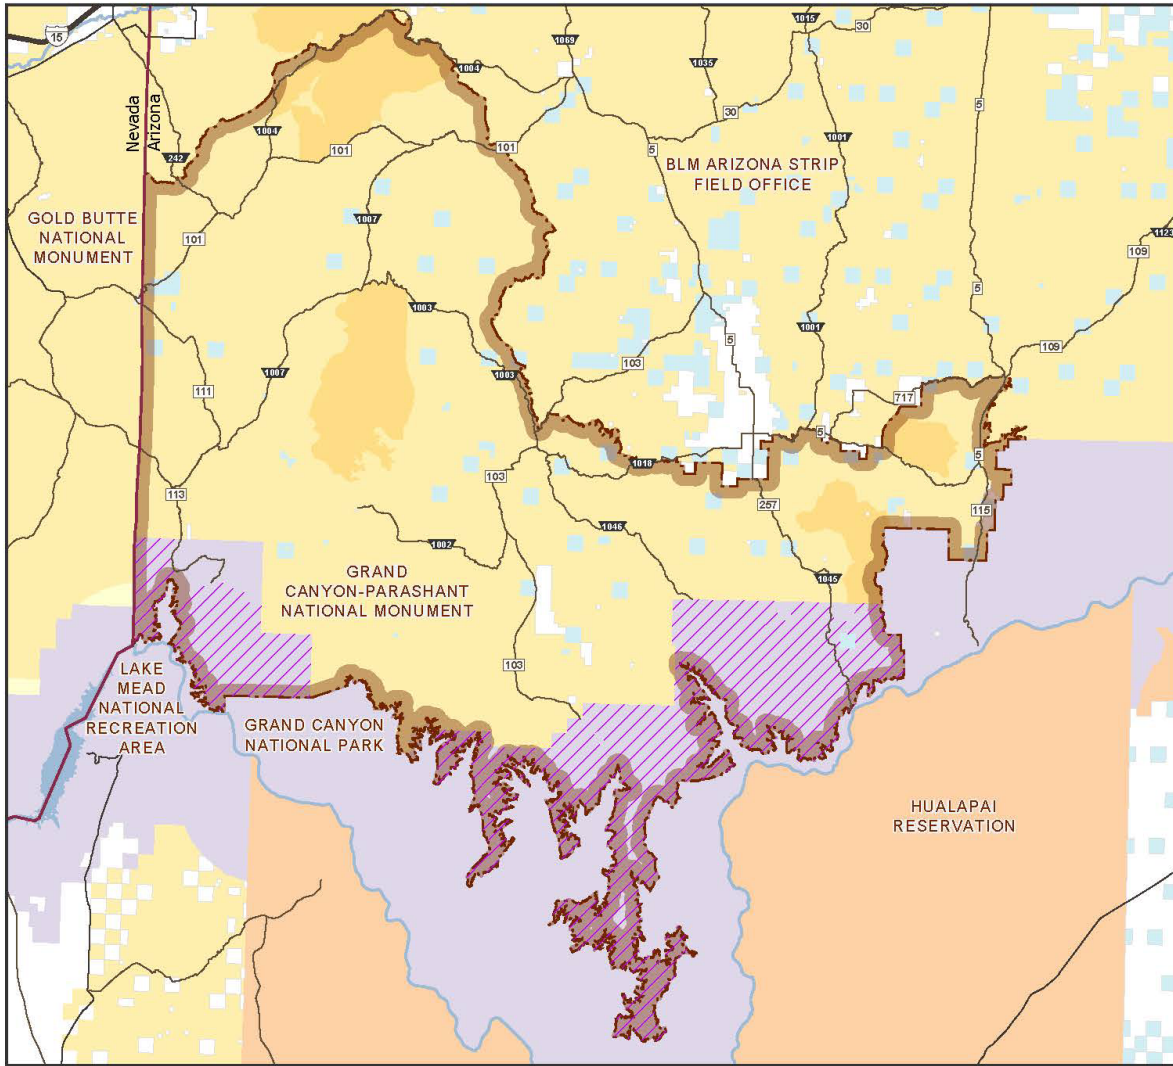 15
1015
30
1069
1004
1035
5
Nevada
Arizona
1004
30
242
101
101
5
1001
BLM ARIZONA STRIP
FIELD OFFICE
GOLD BUTTE
NATIONAL
MONUMENT
1007
101
109
1123
5
1003
1001
5
109
103
1007
1003
111
717
5
5
1018
103
113
257
115
1046
1002
GRAND
CANYON-PARASHANT
NATIONAL MONUMENT
1045
103
LAKE
MEAD
NATIONAL
RECREATION
AREA
GRAND CANYON
NATIONAL PARK
HUALAPAI
RESERVATION